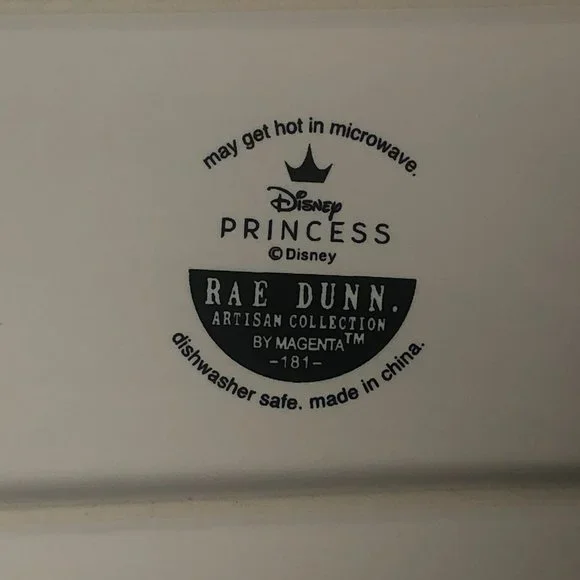 may get hot in microwave.
Disney
PRINCESS
© Disney
RAE DUNN.
ARTISAN COLLECTION
BY MAGENTA™
-181-
dishwasher safe. made in china.